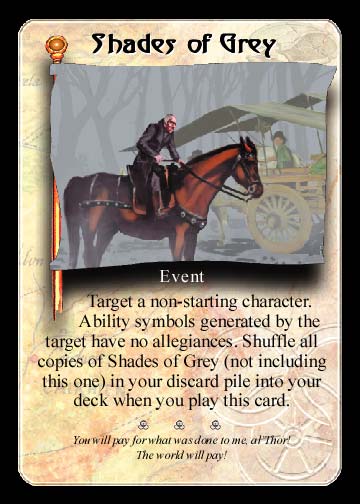 Shades of Grey
Event
Target a non-starting character.
Ability symbols generated by the
target have no allegiances. Shuffle all
copies of Shades of Grey (not including
this one) in your discard pile into your
deck when you play this card.
You will pay for what was done to me, al'Thor!
The world will pay!